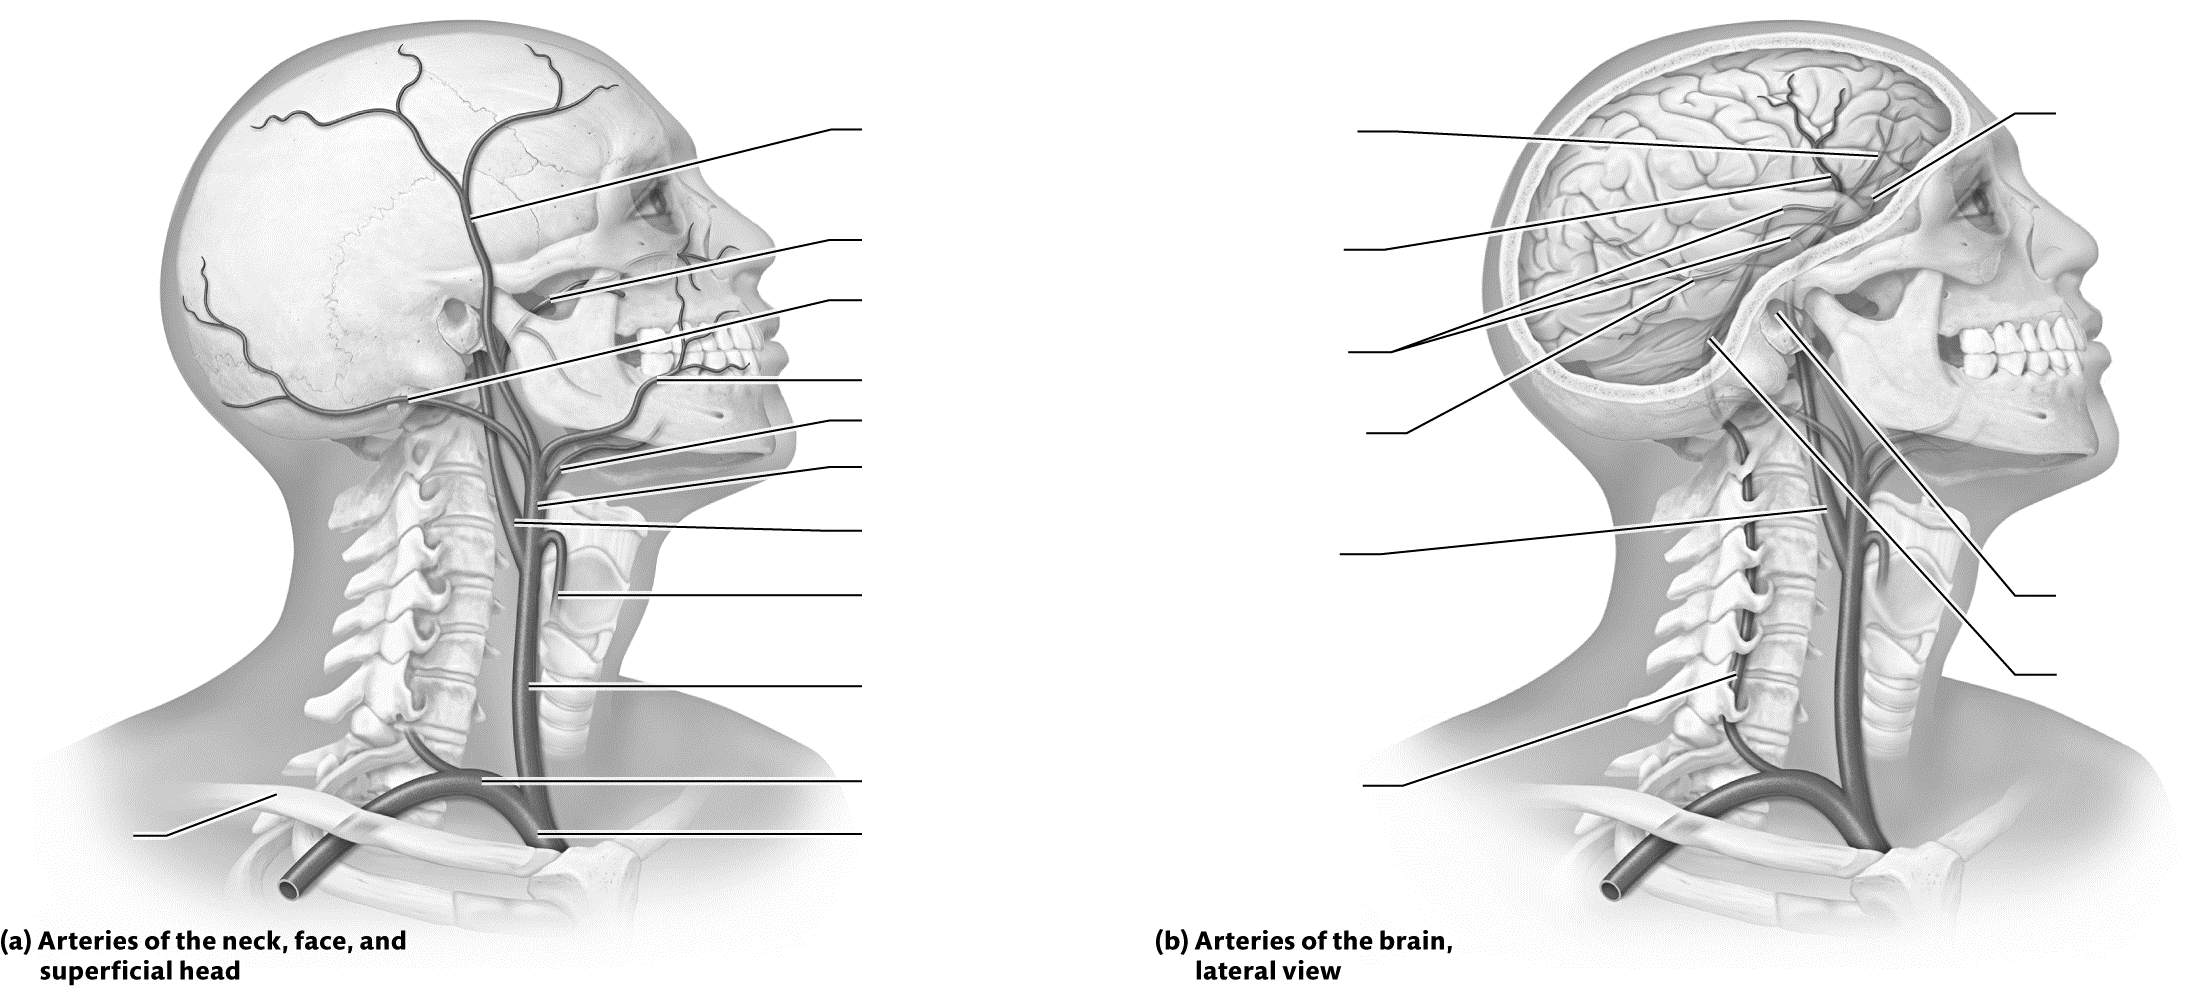 (a) Arteries of the neck, face, and
superficial head
(b) Arteries of the brain,
lateral view